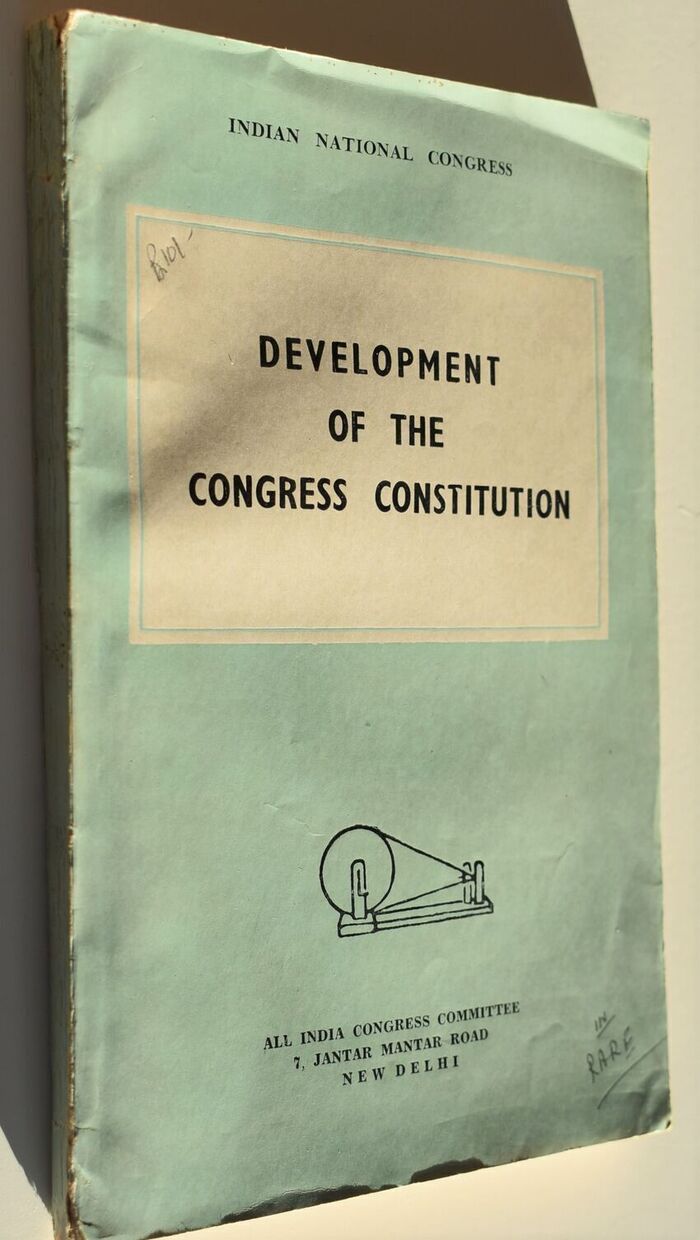 INDIAN NATIONAL CONGRESS
DEVELOPMENT
OF THE
CONGRESS CONSTITUTION
ALL INDIA CONGRESS COMMITTEE
7, JANTAR MANTAR ROAD
NEW DELHI
IN
RARE